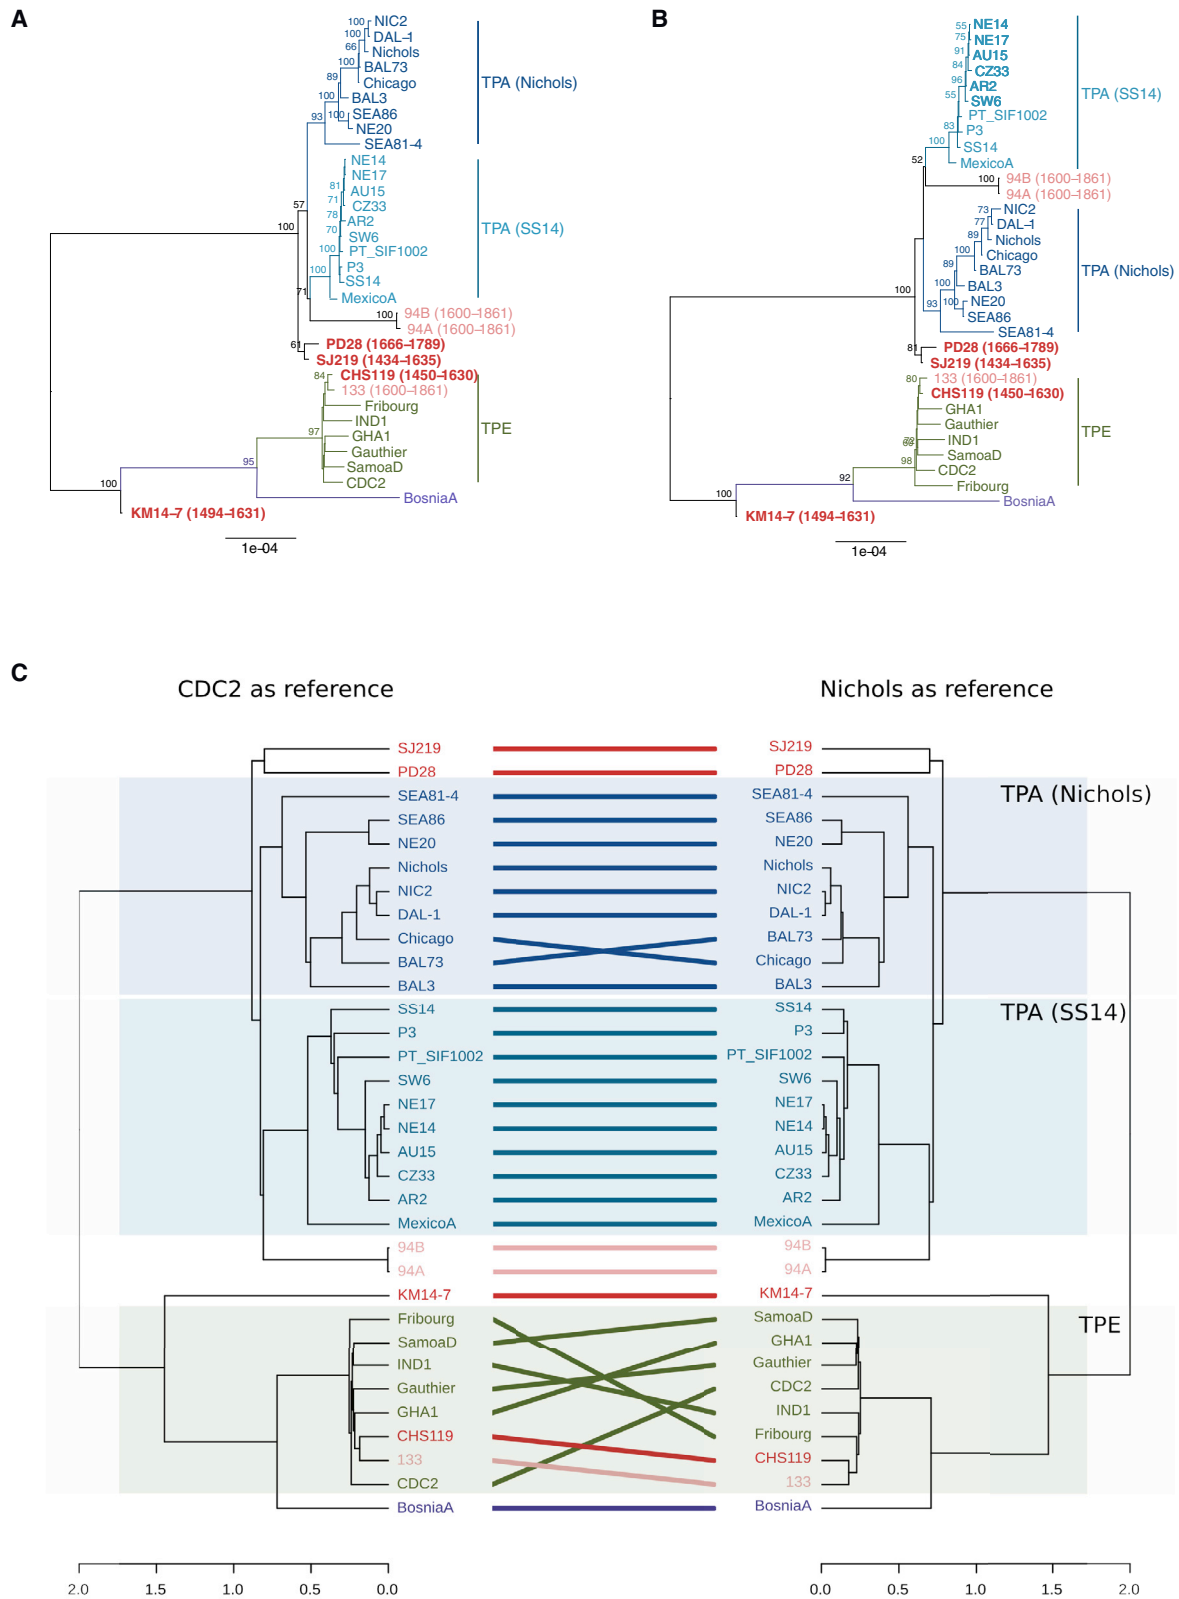 A
100
NIC2
100
DAL-1
66
Nichols
100
BAL73
89
Chicago
100
BAL3
100
SEA86
93
NE20
SEA81-4
TPA (Nichols)
NE14
NE17
81
AU15
71
CZ33
78
AR2
70
SW6
100
PT_SIF1002
100
P3
SS14
MexicoA
TPA (SS14)
57
100
71
100
94B (1600–1861)
94A (1600–1861)
61
PD28 (1666–1789)
SJ219 (1434–1635)
84
CHS119 (1450–1630)
133 (1600–1861)
Fribourg
IND1
97
GHA1
Gauthier
SamoaD
CDC2
TPE
95
BosniaA
100
KM14-7 (1494–1631)
1e-04
B
55
NE14
75
NE17
91
AU15
84
CZ33
96
AR2
55
SW6
PT_SIF1002
83
P3
100
SS14
MexicoA
TPA (SS14)
52
100
94B (1600–1861)
94A (1600–1861)
73
NIC2
77
DAL-1
89
Nichols
100
Chicago
89
BAL73
100
BAL3
100
NE20
93
SEA86
SEA81-4
TPA (Nichols)
100
81
PD28 (1666–1789)
SJ219 (1434–1635)
80
133 (1600–1861)
CHS119 (1450–1630)
GHA1
Gauthier
IND1
SamoaD
98
CDC2
Fribourg
TPE
92
BosniaA
100
KM14-7 (1494–1631)
1e-04
C
CDC2 as reference
Nichols as reference
SJ219
SJ219
PD28
PD28
SEA81-4
SEA81-4
TPA (Nichols)
SEA86
SEA86
NE20
NE20
Nichols
Nichols
NIC2
NIC2
DAL-1
DAL-1
Chicago
BAL73
BAL73
Chicago
BAL3
BAL3
SS14
SS14
TPA (SS14)
P3
P3
PT_SIF1002
PT_SIF1002
SW6
SW6
NE17
NE17
NE14
NE14
AU15
AU15
CZ33
CZ33
AR2
AR2
MexicoA
MexicoA
94B
94B
94A
94A
KM14-7
KM14-7
Fribourg
SamoaD
TPE
SamoaD
GHA1
IND1
Gauthier
Gauthier
CDC2
GHA1
IND1
CHS119
Fribourg
133
CHS119
CDC2
133
BosniaA
BosniaA
2.0 1.5 1.0 0.5 0.0
0.0 0.5 1.0 1.5 2.0